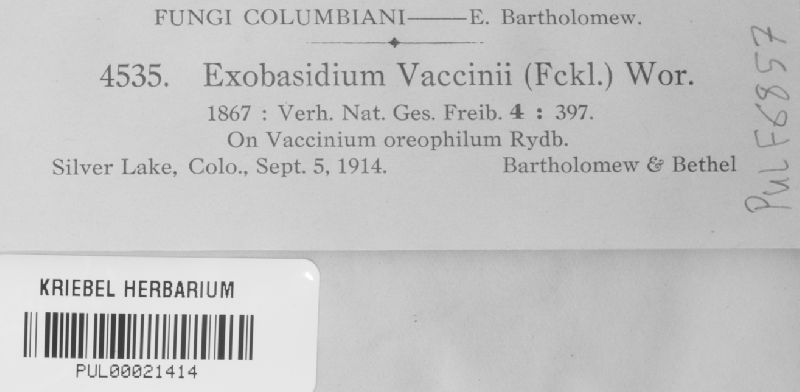 FUNGI COLUMBIANI——E. Bartholomew.
4535. Exobasidium Vaccinii (Fckl.) Wor.
1867 : Verh. Nat. Ges. Freib. 4 : 397.
On Vaccinium oreophilum Rydb.
Silver Lake, Colo., Sept. 5, 1914. Bartholomew & Bethel
PUL F6857
KRIEBEL HERBARIUM
PUL00021414